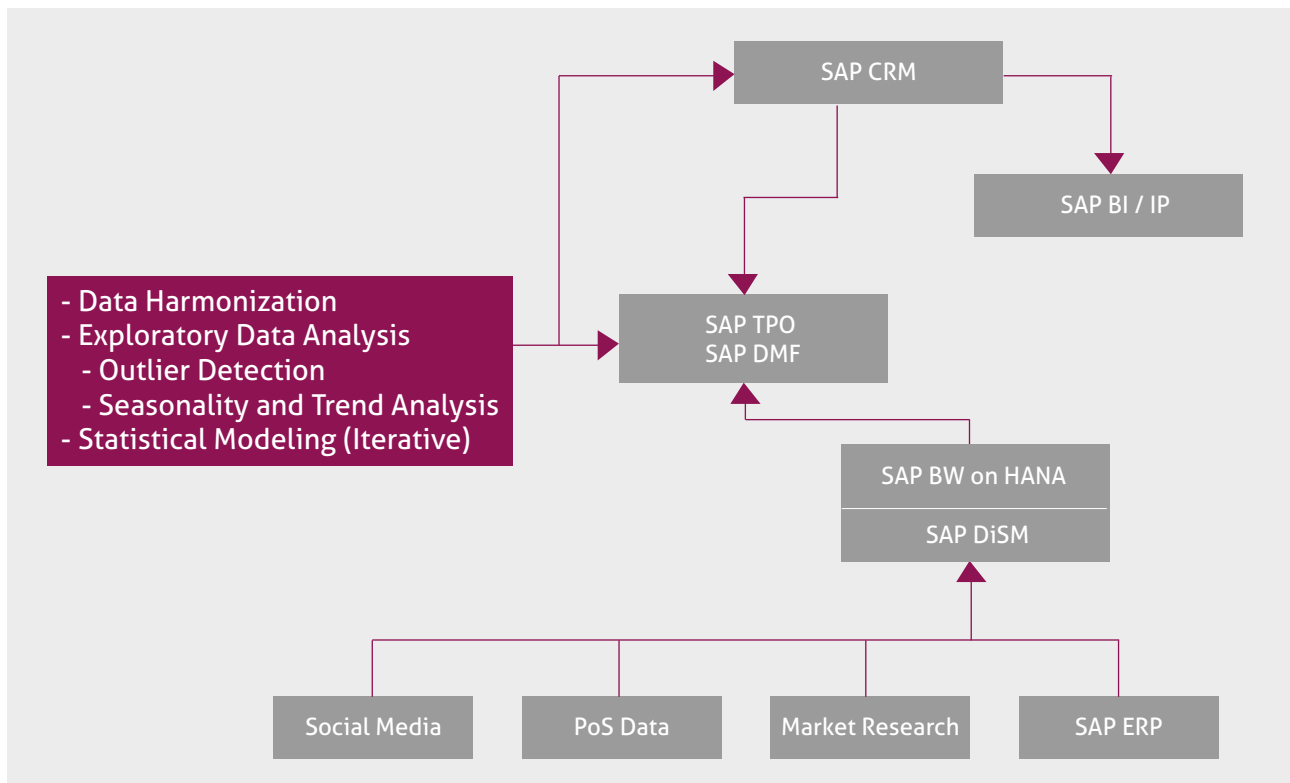 SAP CRM
SAP BI / IP
- Data Harmonization
- Exploratory Data Analysis
- Outlier Detection
- Seasonality and Trend Analysis
- Statistical Modeling (Iterative)
SAP TPO
SAP DMF
SAP BW on HANA
SAP DiSM
Social Media
PoS Data
Market Research
SAP ERP